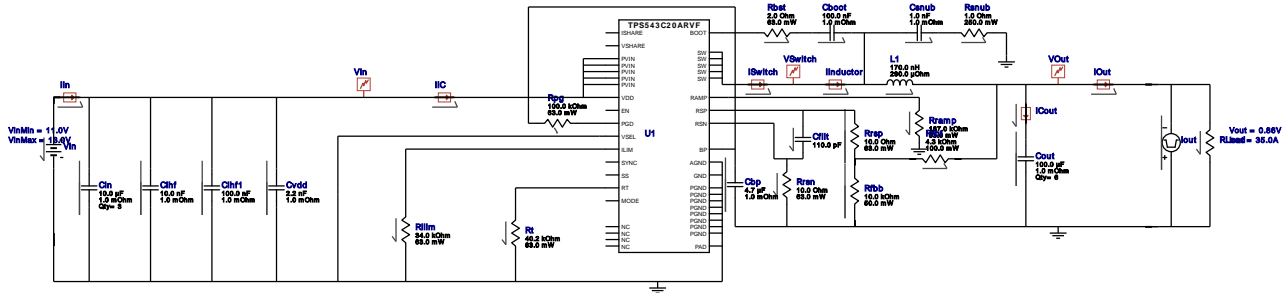 TPS543C20ARVF
ISHARE
VSHARE
PVIN
PVIN
PVIN
PVIN
PVIN
VDD
EN
PGD
VSEL
ILIM
SYNC
SS
RT
MODE
NC
NC
NC
NC
BOOT
SW
SW
SW
SW
SW
RAMP
RSP
RSN
BP
AGND
GND
PGND
PGND
PGND
PGND
PGND
PGND
PGND
PGND
PAD
U1
Iin
Vin
IIC
VinMin = 11.0V
Vin
Cin
10.0 µF
1.0 mOhm
Qty= 3
Cihf
10.0 nF
1.0 mOhm
Cihf1
100.0 nF
1.0 mOhm
Cvdd
2.2 nF
1.0 mOhm
Rpg
100.0 kOhm
63.0 mW
Rilim
34.0 kOhm
63.0 mW
Rt
40.2 kOhm
63.0 mW
Rbst
2.0 Ohm
63.0 mW
Cboot
100.0 nF
1.0 mOhm
Csnub
1.0 nF
1.0 mOhm
Rsnub
1.0 Ohm
250.0 mW
ISwitch
VSwitch
IInductor
L1
170.0 nH
290.0 µOhm
VOut
IOut
ICout
Cfilt
110.0 pF
Rrsp
10.0 Ohm
63.0 mW
Rramp
4.3 kOhm
100.0 mW
Cbp
4.7 µF
1.0 mOhm
Rrsn
10.0 Ohm
63.0 mW
Rfbb
10.0 kOhm
50.0 mW
Cout
100.0 µF
1.0 mOhm
Qty= 6
Iout
Vout = 0.86V